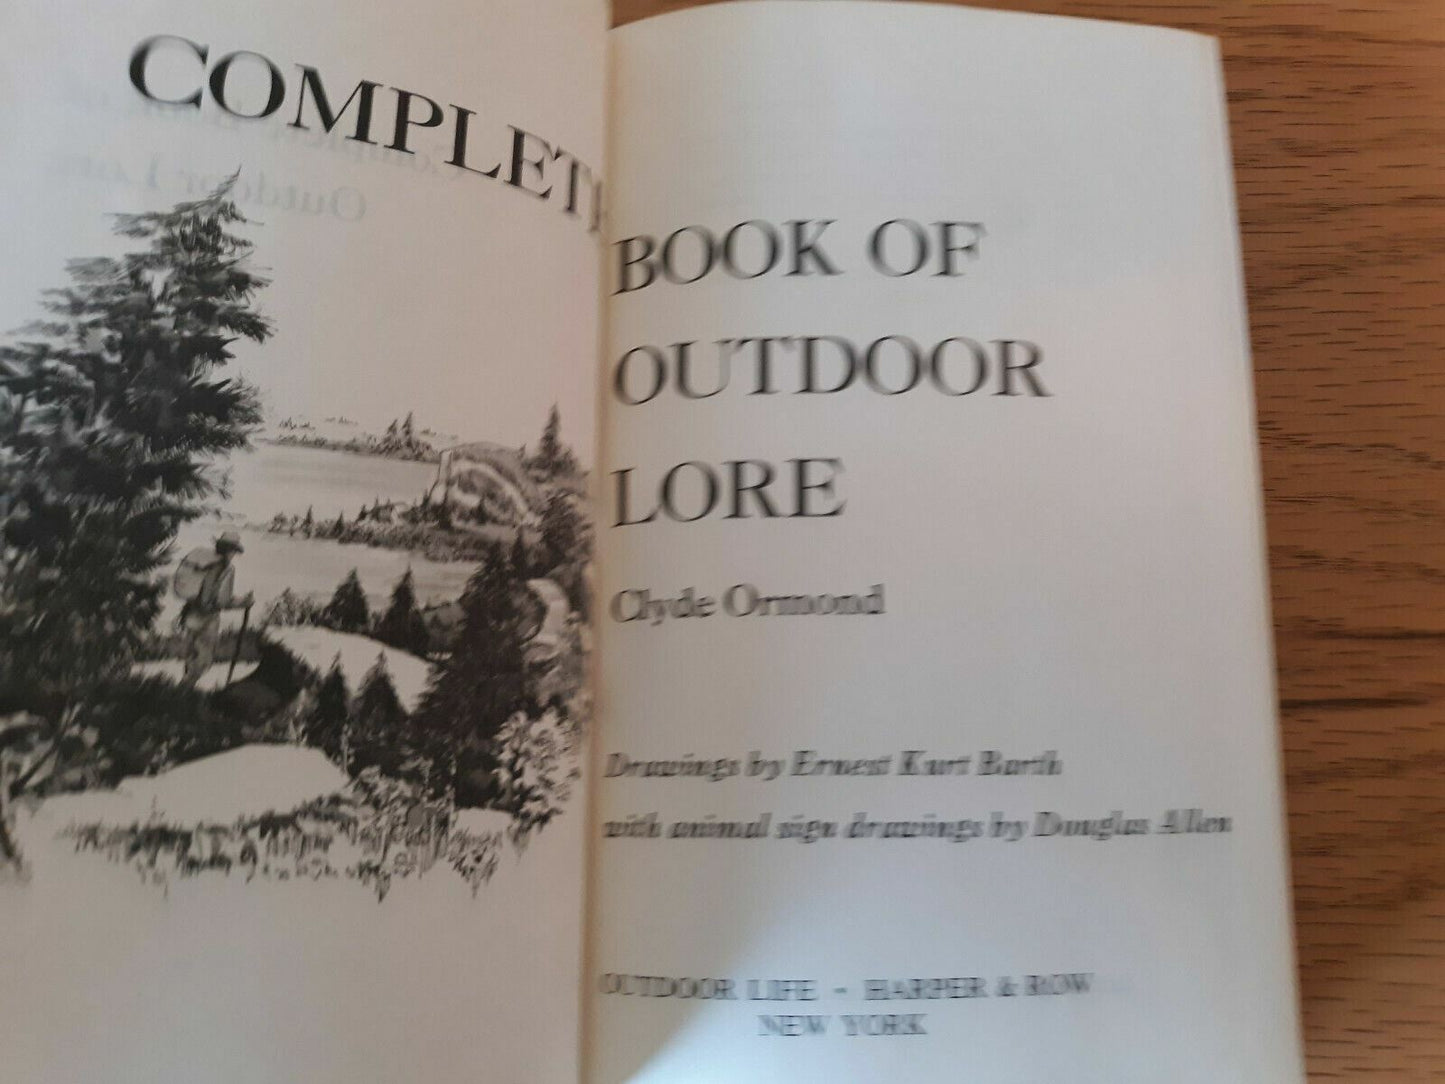 COMPLETE
BOOK OF
OUTDOOR
LORE
Clyde Ormond
Drawings by Ernest Kurt Barth
with animal sign drawings by Douglas Allen
OUTDOOR LIFE - HARPER & ROW
NEW YORK